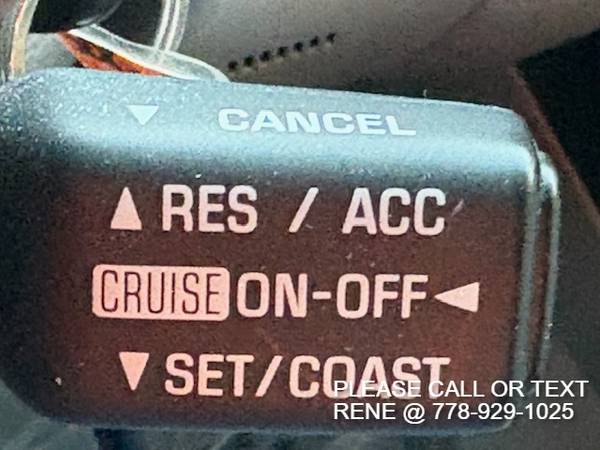 ▼ CANCEL
▲ RES / ACC
CRUISE ON-OFF ◀
▼ SET/COAST
PLEASE CALL OR TEXT
RENE @ 778-929-1025